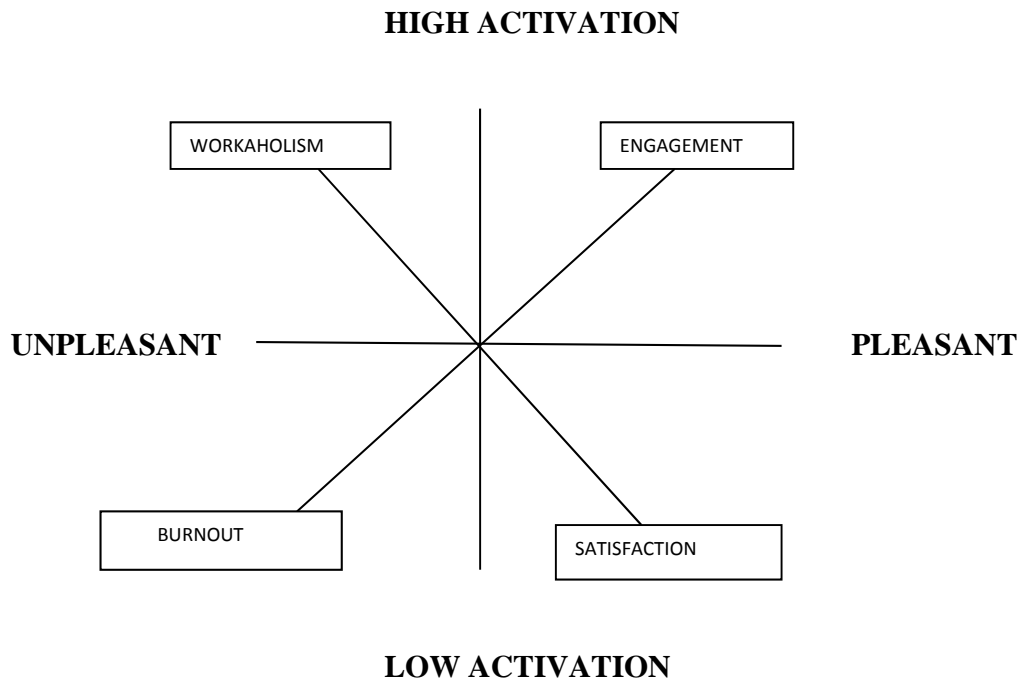 HIGH ACTIVATION
WORKAHOLISM
ENGAGEMENT
UNPLEASANT
PLEASANT
BURNOUT
SATISFACTION
LOW ACTIVATION